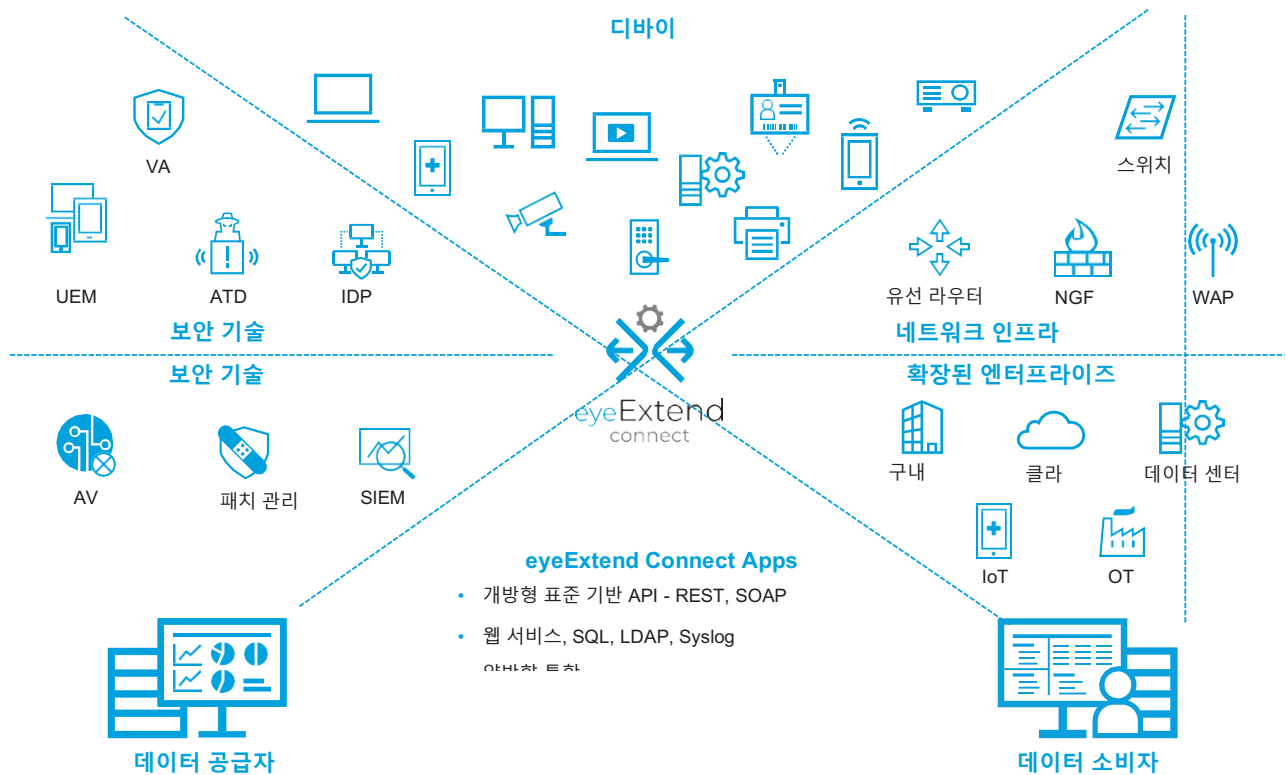 디바이
VA
스위치
UEM
ATD
IDP
유선 라우터
NGF
WAP
보안 기술
네트워크 인프라
보안 기술
확장된 엔터프라이즈
eyeExtend
connect
AV
패치 관리
SIEM
구내
클라
데이터 센터
IoT
OT
eyeExtend Connect Apps
• 개방형 표준 기반 API - REST, SOAP
• 웹 서비스, SQL, LDAP, Syslog
데이터 공급자
데이터 소비자